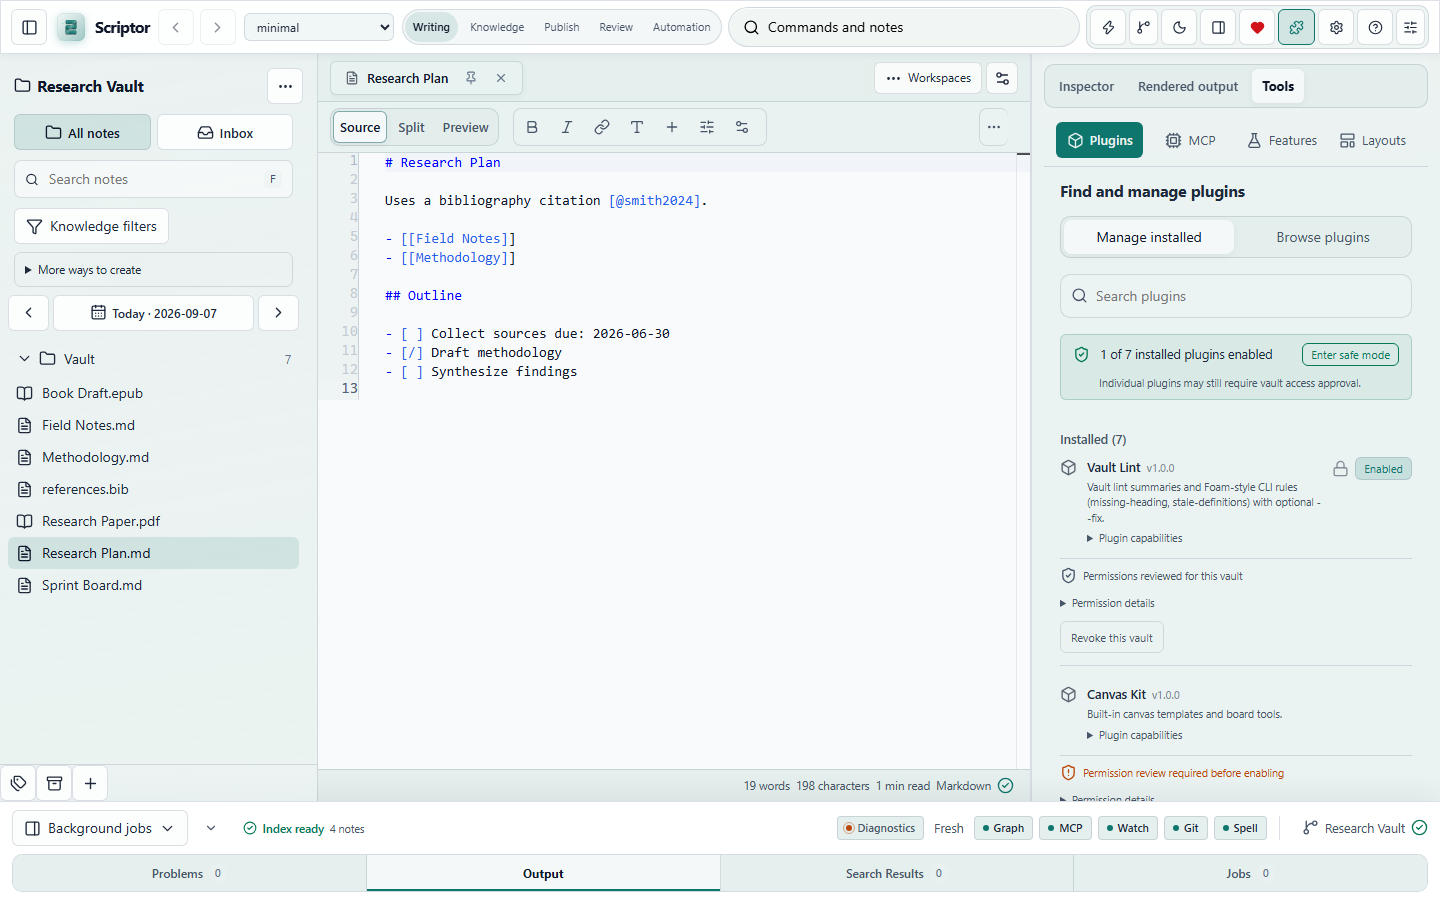 Scriptor
minimal
Writing
Knowledge
Publish
Review
Automation
Commands and notes
Research Vault
All notes
Inbox
Search notes
F
Knowledge filters
More ways to create
Today · 2026-09-07
Vault
7
Book Draft.epub
Field Notes.md
Methodology.md
references.bib
Research Paper.pdf
Research Plan.md
Sprint Board.md
Research Plan
Workspaces
Source
Split
Preview
B
I
T
1 # Research Plan
2
3 Uses a bibliography citation [@smith2024].
4
5 - [[Field Notes]]
6 - [[Methodology]]
7
8 ## Outline
9
10 - [ ] Collect sources due: 2026-06-30
11 - [/] Draft methodology
12 - [ ] Synthesize findings
13
19 words 198 characters 1 min read Markdown
Inspector
Rendered output
Tools
Plugins
MCP
Features
Layouts
Find and manage plugins
Manage installed
Browse plugins
Search plugins
1 of 7 installed plugins enabled
Enter safe mode
Individual plugins may still require vault access approval.
Installed (7)
Vault Lint v1.0.0
Enabled
Vault lint summaries and Foam-style CLI rules
(missing-heading, stale-definitions) with optional -
-fix.
Plugin capabilities
Permissions reviewed for this vault
Permission details
Revoke this vault
Canvas Kit v1.0.0
Built-in canvas templates and board tools.
Plugin capabilities
Permission review required before enabling
Permission details
Background jobs
Index ready 4 notes
Diagnostics
Fresh
Graph
MCP
Watch
Git
Spell
Research Vault
Problems 0
Output
Search Results 0
Jobs 0